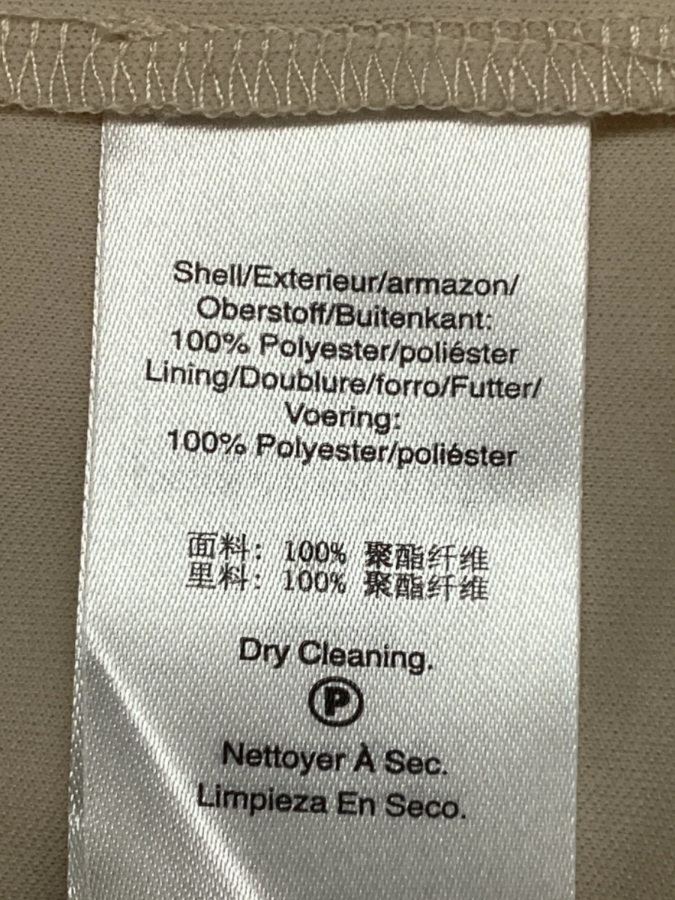 Shell/Exterieur/armazon/
Oberstoff/Buitenkant:
100% Polyester/poliéster
Lining/Doublure/forro/Futter/
Voering:
100% Polyester/poliéster
面料: 100% 聚酯纤维
里料: 100% 聚酯纤维
Dry Cleaning.
P
Nettoyer À Sec.
Limpieza En Seco.